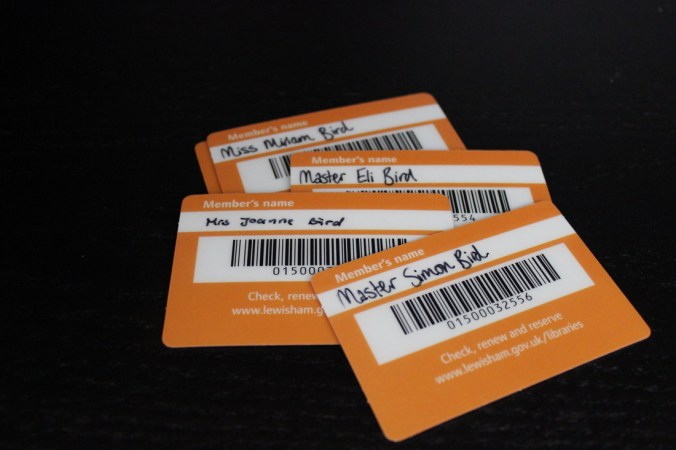 Member's name
Miss Miriam Bird
Member's name
Master Eli Bird
554
Member's name
Mrs Joanne Bird
Check, renew
www.lewisham.go
Member's name
Master Simon Bird
01500032556
Check, renew and reserve
www.lewisham.gov.uk/libraries